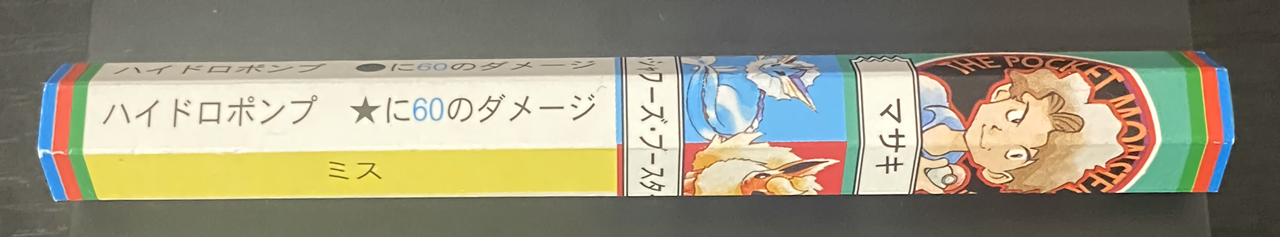 ハイドロポンプ ●に60のダメージ
ハイドロポンプ ★に60のダメージ
ミス
シャワーズ・ブースタ
マサキ
THE POCKET MONSTE